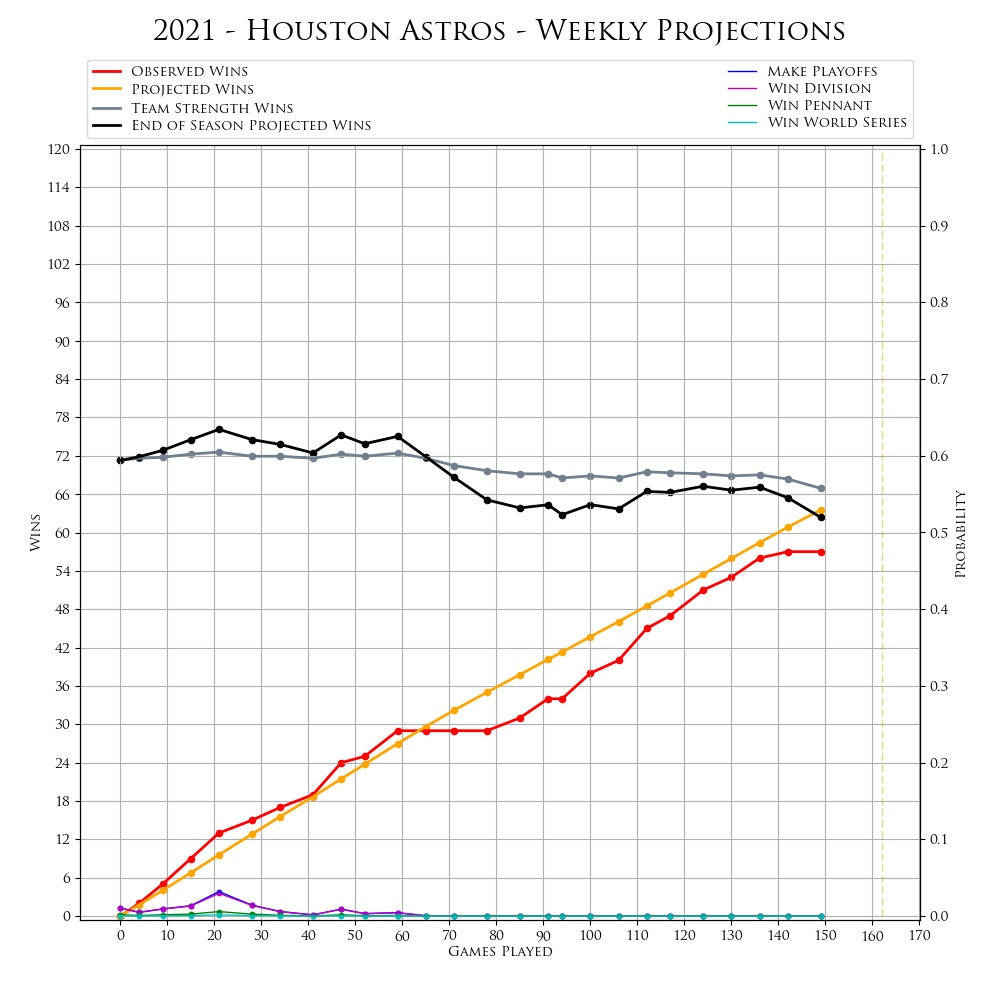 2021 - Houston Astros - Weekly Projections
Observed Wins
Projected Wins
Team Strength Wins
End of Season Projected Wins
Make Playoffs
Win Division
Win Pennant
Win World Series
120
114
108
102
96
90
84
78
72
66
60
54
48
42
36
30
24
18
12
6
0
Wins
1.0
0.9
0.8
0.7
0.6
0.5
0.4
0.3
0.2
0.1
0.0
Probability
0 10 20 30 40 50 60 70 80 90 100 110 120 130 140 150 160 170
Games Played